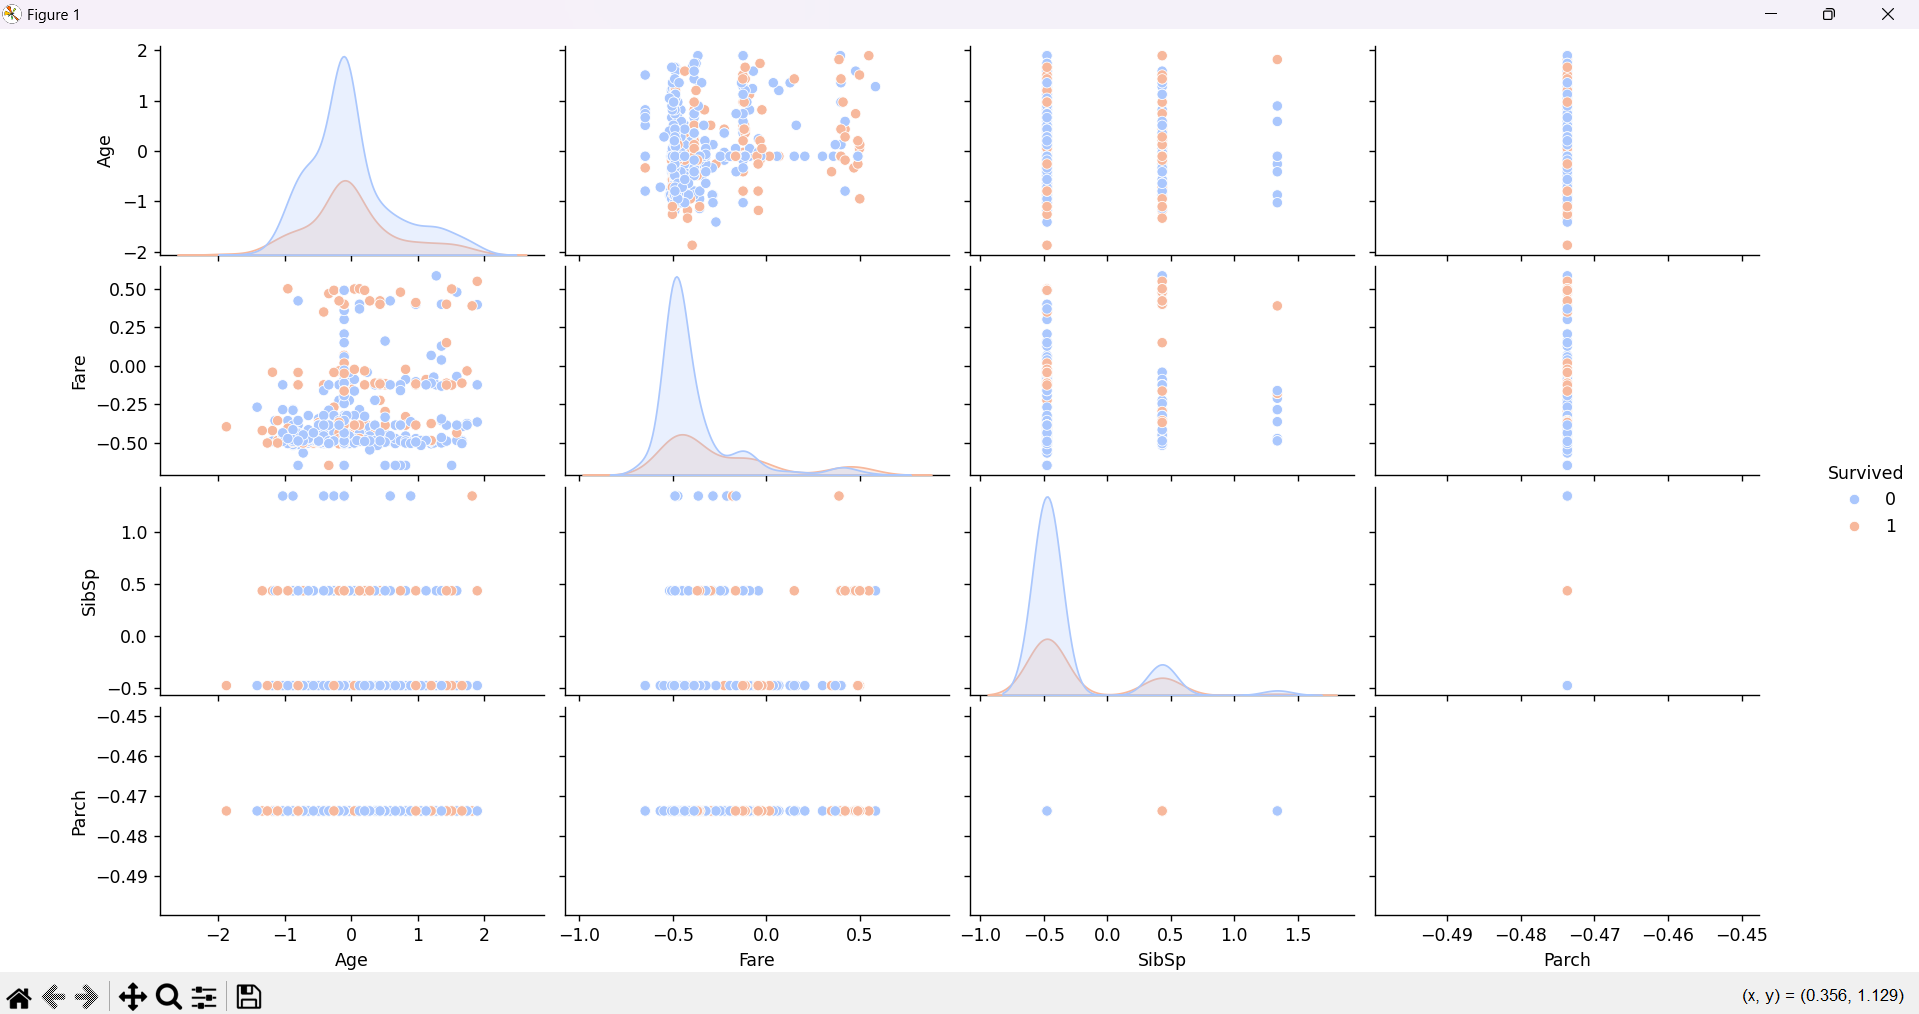 Figure 1
2
1
0
−1
−2
Age
0.50
0.25
0.00
−0.25
−0.50
Fare
1.0
0.5
0.0
−0.5
SibSp
−0.45
−0.46
−0.47
−0.48
−0.49
Parch
−2 −1 0 1 2
Age
−1.0 −0.5 0.0 0.5
Fare
−1.0 −0.5 0.0 0.5 1.0 1.5
SibSp
−0.49 −0.48 −0.47 −0.46 −0.45
Parch
Survived
0
1
(x, y) = (0.356, 1.129)